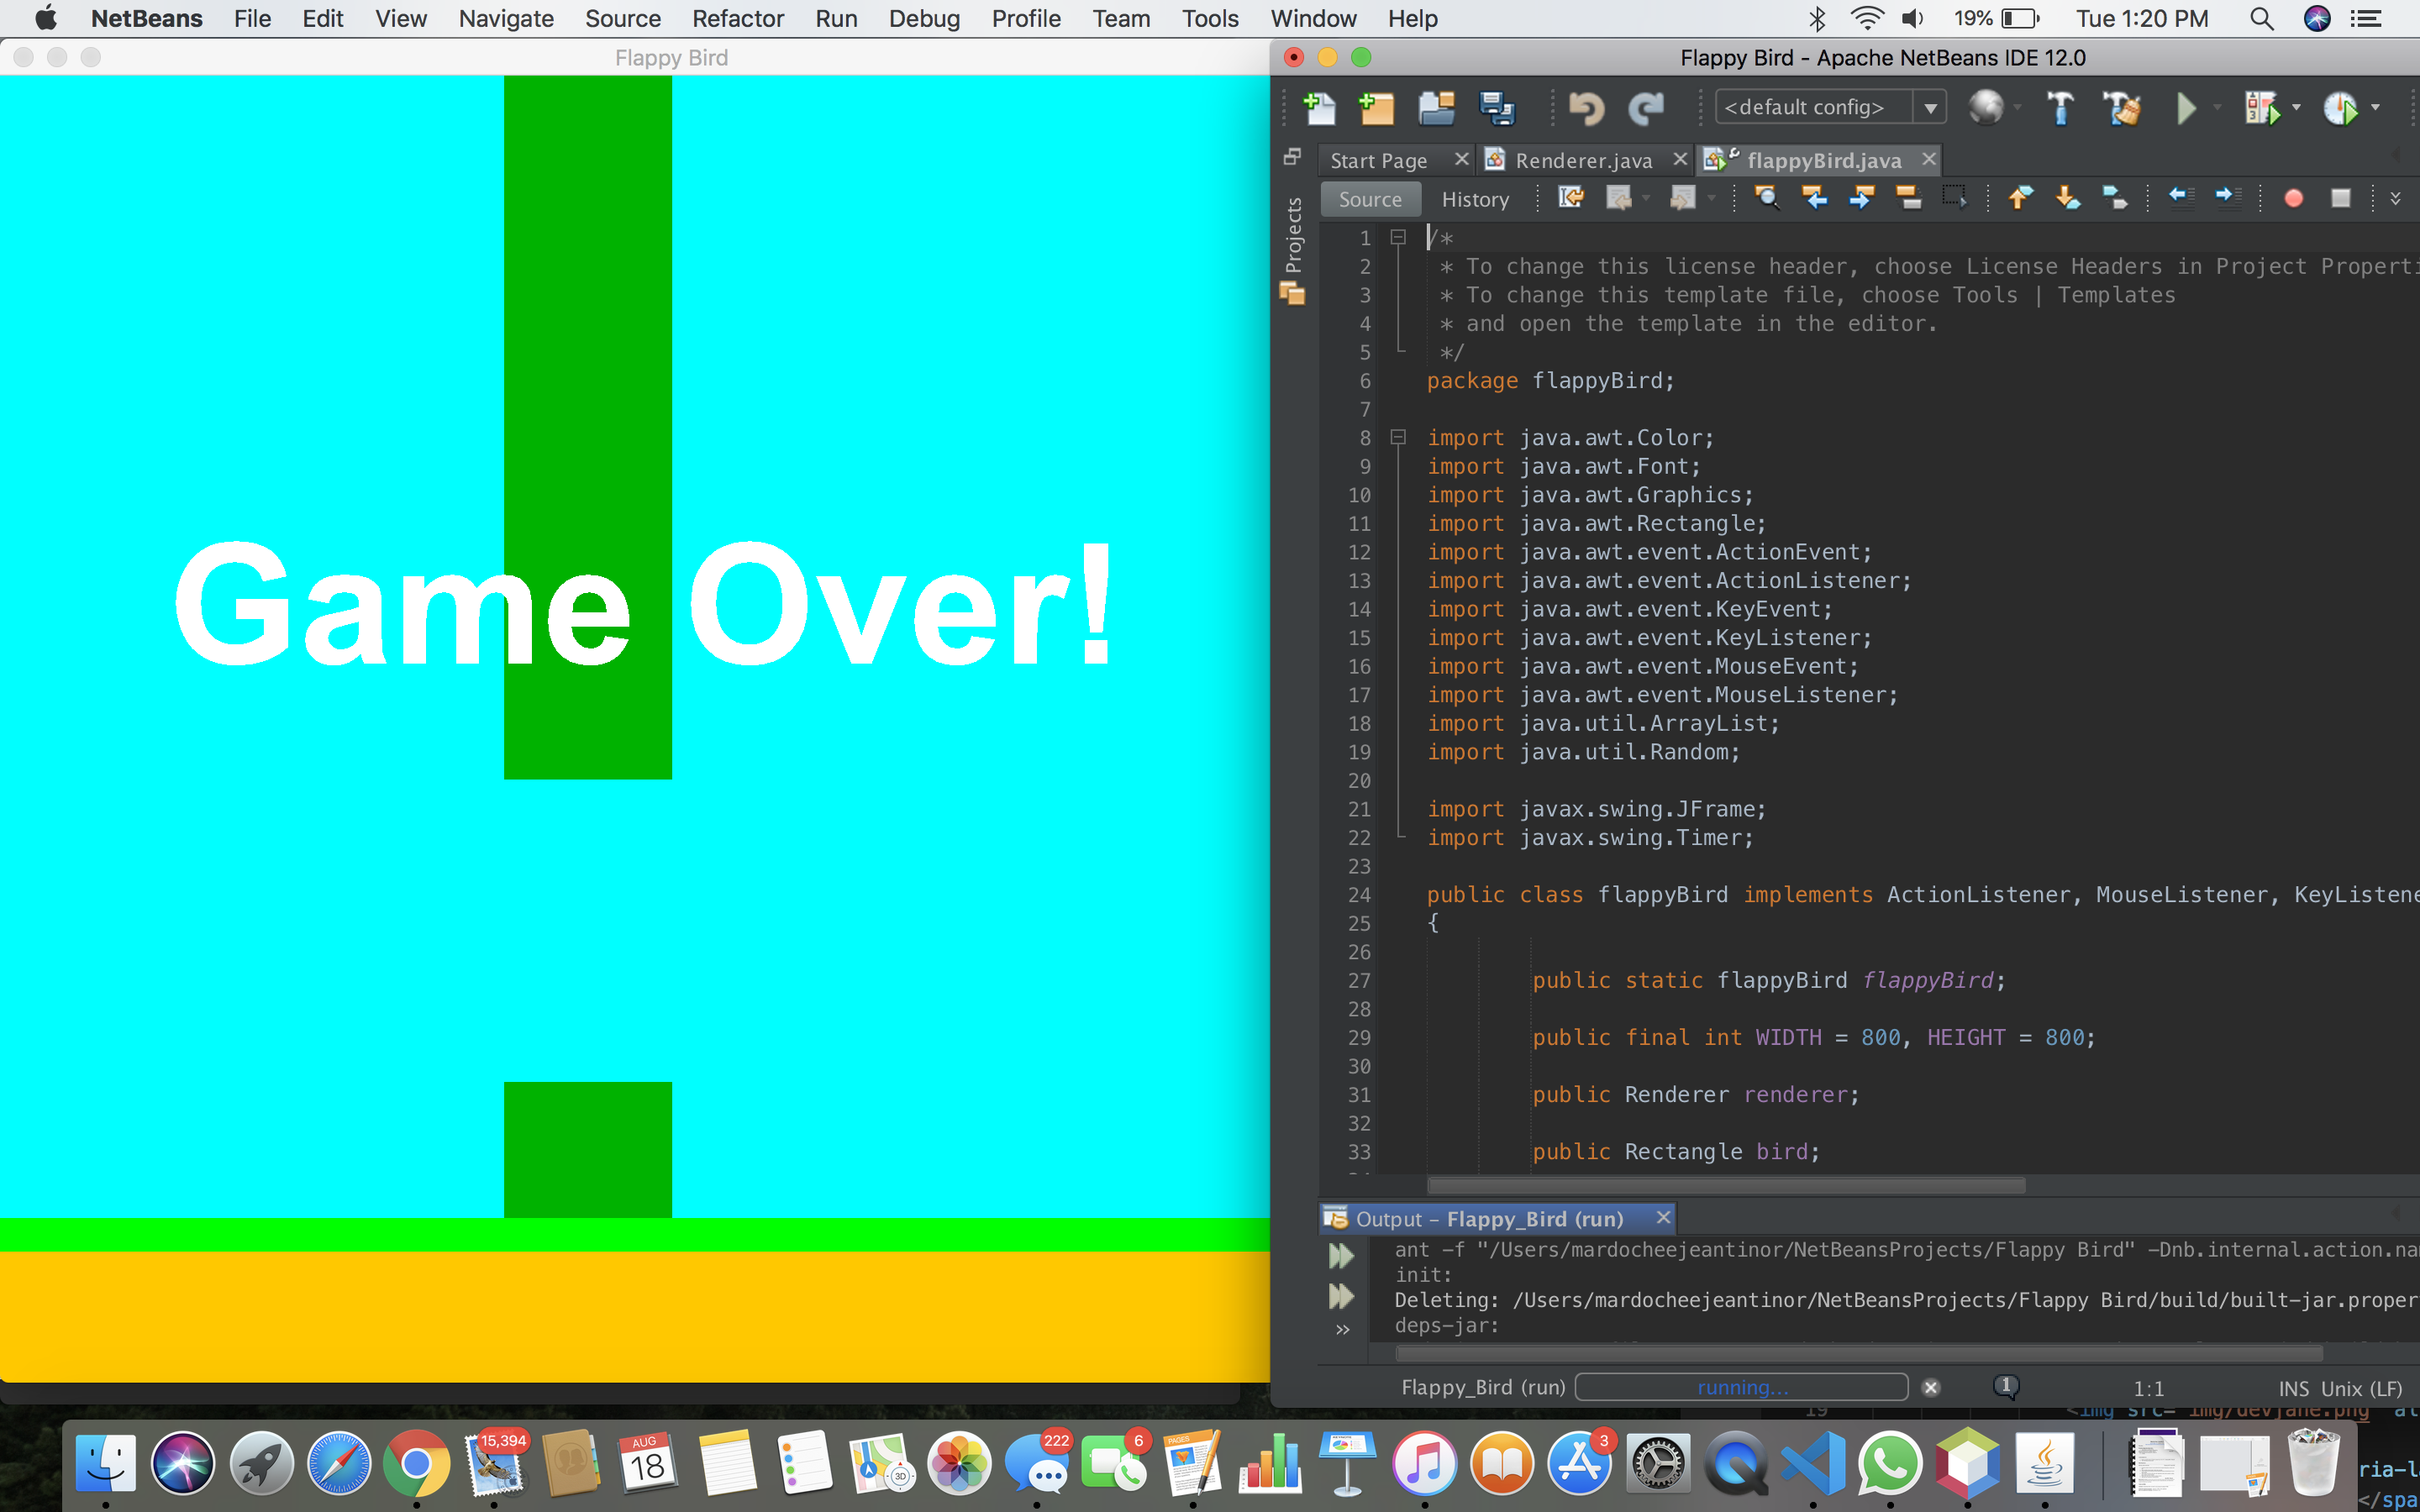 NetBeans File Edit View Navigate Source Refactor Run Debug Profile Team Tools Window Help 19% Tue 1:20 PM
Flappy Bird
Game Over!
Flappy Bird - Apache NetBeans IDE 12.0
<default config>
Start Page Renderer.java flappyBird.java
Source History
Projects
1 /*
2 * To change this license header, choose License Headers in Project Properti
3 * To change this template file, choose Tools | Templates
4 * and open the template in the editor.
5 */
6 package flappyBird;
7
8 import java.awt.Color;
9 import java.awt.Font;
10 import java.awt.Graphics;
11 import java.awt.Rectangle;
12 import java.awt.event.ActionEvent;
13 import java.awt.event.ActionListener;
14 import java.awt.event.KeyEvent;
15 import java.awt.event.KeyListener;
16 import java.awt.event.MouseEvent;
17 import java.awt.event.MouseListener;
18 import java.util.ArrayList;
19 import java.util.Random;
20
21 import javax.swing.JFrame;
22 import javax.swing.Timer;
23
24 public class flappyBird implements ActionListener, MouseListener, KeyListene
25 {
26
27 public static flappyBird flappyBird;
28
29 public final int WIDTH = 800, HEIGHT = 800;
30
31 public Renderer renderer;
32
33 public Rectangle bird;
Output - Flappy_Bird (run)
ant -f "/Users/mardocheejeantinor/NetBeansProjects/Flappy Bird" -Dnb.internal.action.na
init:
Deleting: /Users/mardocheejeantinor/NetBeansProjects/Flappy Bird/build/built-jar.proper
deps-jar:
Flappy_Bird (run) running... 1 1:1 INS Unix (LF)
19 <img src="img/devjane.png" al
15,394 AUG 18 3D 222 6 PAGES 3
ria-l
</spa